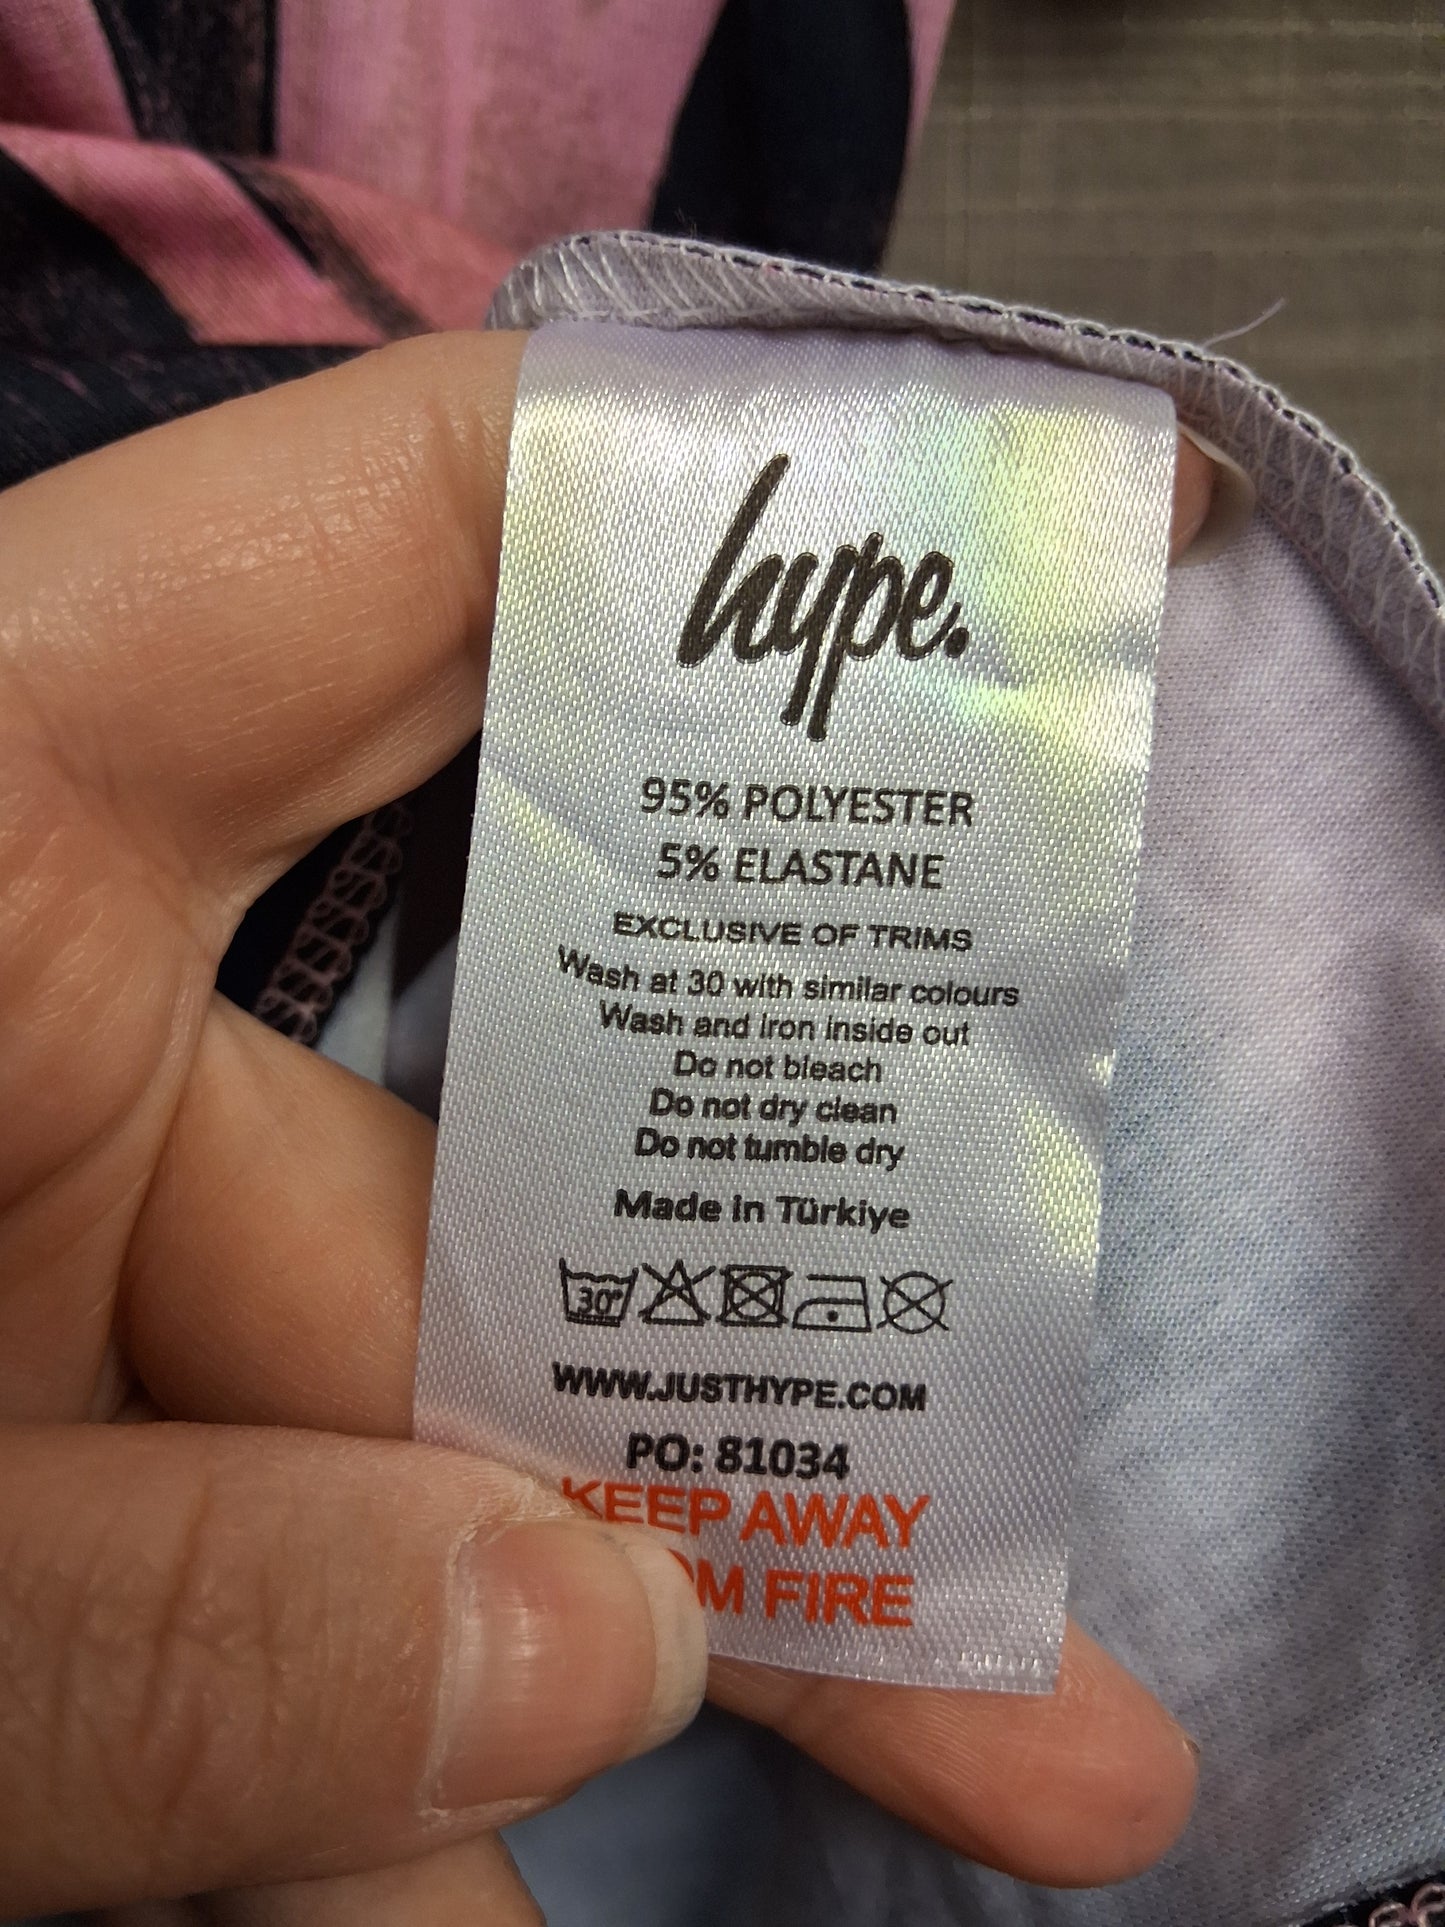 hype.
95% POLYESTER
5% ELASTANE
EXCLUSIVE OF TRIMS
Wash at 30 with similar colours
Wash and iron inside out
Do not bleach
Do not dry clean
Do not tumble dry
Made in Türkiye
30°
WWW.JUSTHYPE.COM
PO: 81034
KEEP AWAY
FIRE